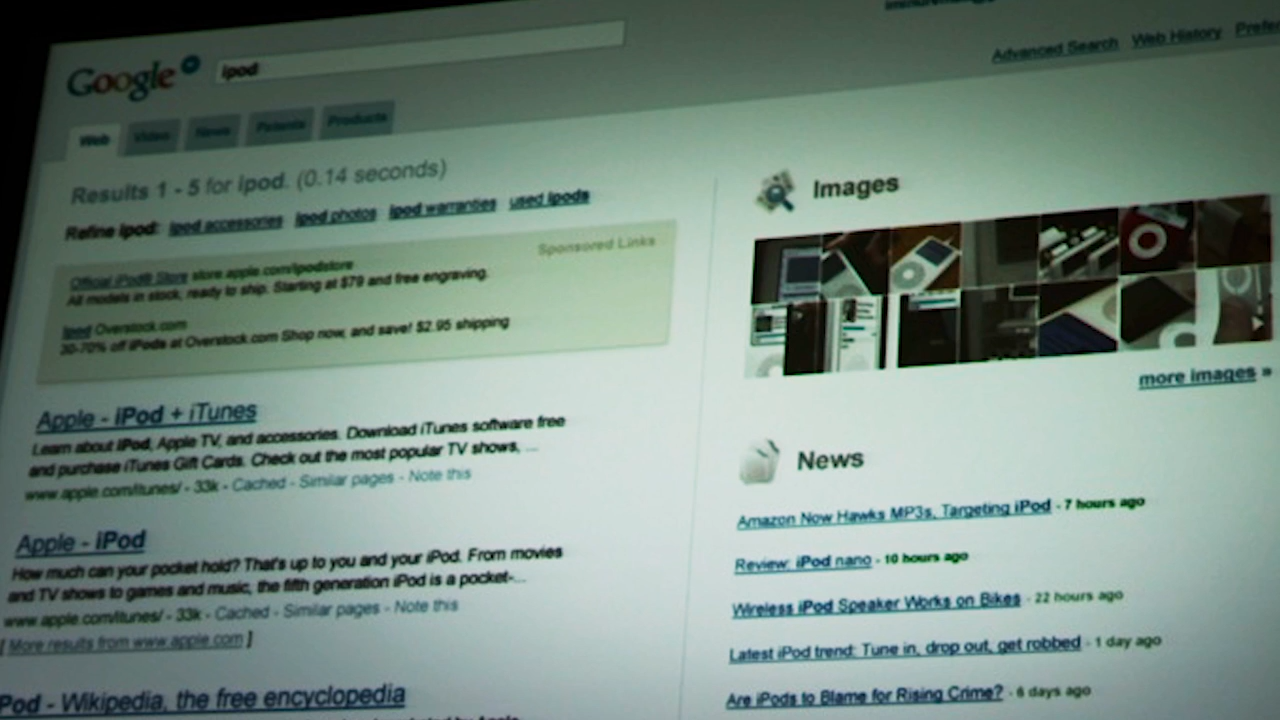 Google
ipod
Advanced Search Web History
Web Video News Patents Products
Results 1 - 5 for ipod. (0.14 seconds)
Refine ipod: ipod accessories ipod photos ipod warranties used ipods
Sponsored Links
Official iPod® Store store.apple.com/ipodstore
All models in stock, ready to ship. Starting at $79 and free engraving.
Ipod Overstock.com
30-70% off iPods at Overstock.com Shop now, and save! $2.95 shipping
Apple - iPod + iTunes
Learn about iPod, Apple TV, and accessories. Download iTunes software free
and purchase iTunes Gift Cards. Check out the most popular TV shows, ...
www.apple.com/itunes/ - 33k - Cached - Similar pages - Note this
Apple - iPod
How much can your pocket hold? That's up to you and your iPod. From movies
and TV shows to games and music, the fifth generation iPod is a pocket-...
www.apple.com/itunes/ - 33k - Cached - Similar pages - Note this
[ More results from www.apple.com ]
Pod - Wikipedia, the free encyclopedia
Images
more images »
News
Amazon Now Hawks MP3s, Targeting iPod - 7 hours ago
Review: iPod nano - 10 hours ago
Wireless iPod Speaker Works on Bikes - 22 hours ago
Latest iPod trend: Tune in, drop out, get robbed - 1 day ago
Are iPods to Blame for Rising Crime? - 6 days ago